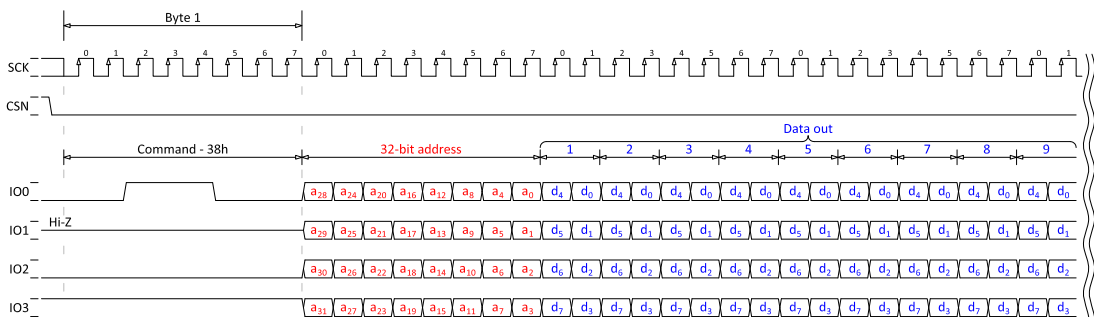 Byte 1
0 1 2 3 4 5 6 7 0 1 2 3 4 5 6 7 0 1 2 3 4 5 6 7 0 1 2 3 4 5 6 7 0 1
SCK
CSN
Data out
Command - 38h 32-bit address 1 2 3 4 5 6 7 8 9
IO0 a₂₈ a₂₄ a₂₀ a₁₆ a₁₂ a₈ a₄ a₀ d₄ d₀ d₄ d₀ d₄ d₀ d₄ d₀ d₄ d₀ d₄ d₀ d₄ d₀ d₄ d₀ d₄ d₀
Hi-Z
IO1 a₂₉ a₂₅ a₂₁ a₁₇ a₁₃ a₉ a₅ a₁ d₅ d₁ d₅ d₁ d₅ d₁ d₅ d₁ d₅ d₁ d₅ d₁ d₅ d₁ d₅ d₁ d₅ d₁
IO2 a₃₀ a₂₆ a₂₂ a₁₈ a₁₄ a₁₀ a₆ a₂ d₆ d₂ d₆ d₂ d₆ d₃ d₆ d₂ d₆ d₂ d₆ d₂ d₆ d₂ d₆ d₂ d₆ d₂
IO3 a₃₁ a₂₇ a₂₃ a₁₉ a₁₅ a₁₁ a₇ a₃ d₇ d₃ d₇ d₃ d₇ d₃ d₇ d₃ d₇ d₃ d₇ d₃ d₇ d₃ d₇ d₃ d₇ d₃